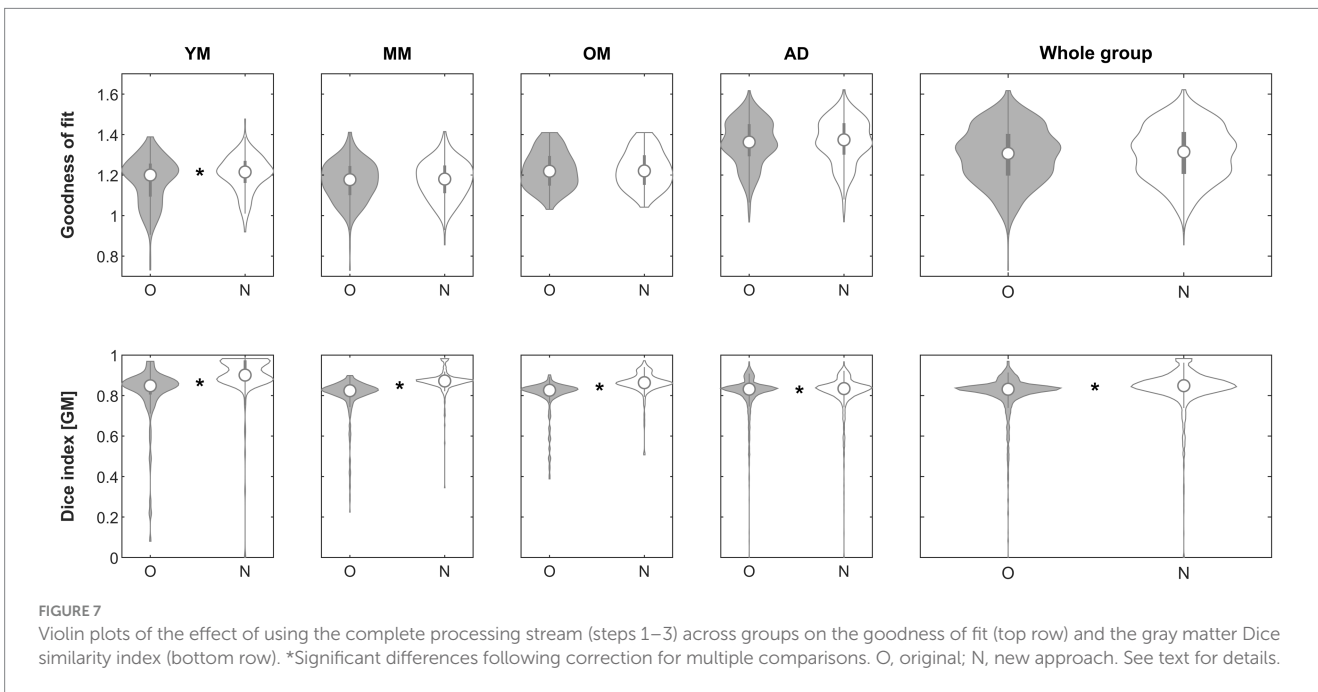 YM MM OM AD Whole group
Goodness of fit
1.6
1.4
1.2
1
0.8
* 
O N O N O N O N O N
Dice index [GM]
1
0.8
0.6
0.4
0.2
0
* * * * *
O N O N O N O N O N
FIGURE 7
Violin plots of the effect of using the complete processing stream (steps 1–3) across groups on the goodness of fit (top row) and the gray matter Dice
similarity index (bottom row). *Significant differences following correction for multiple comparisons. O, original; N, new approach. See text for details.